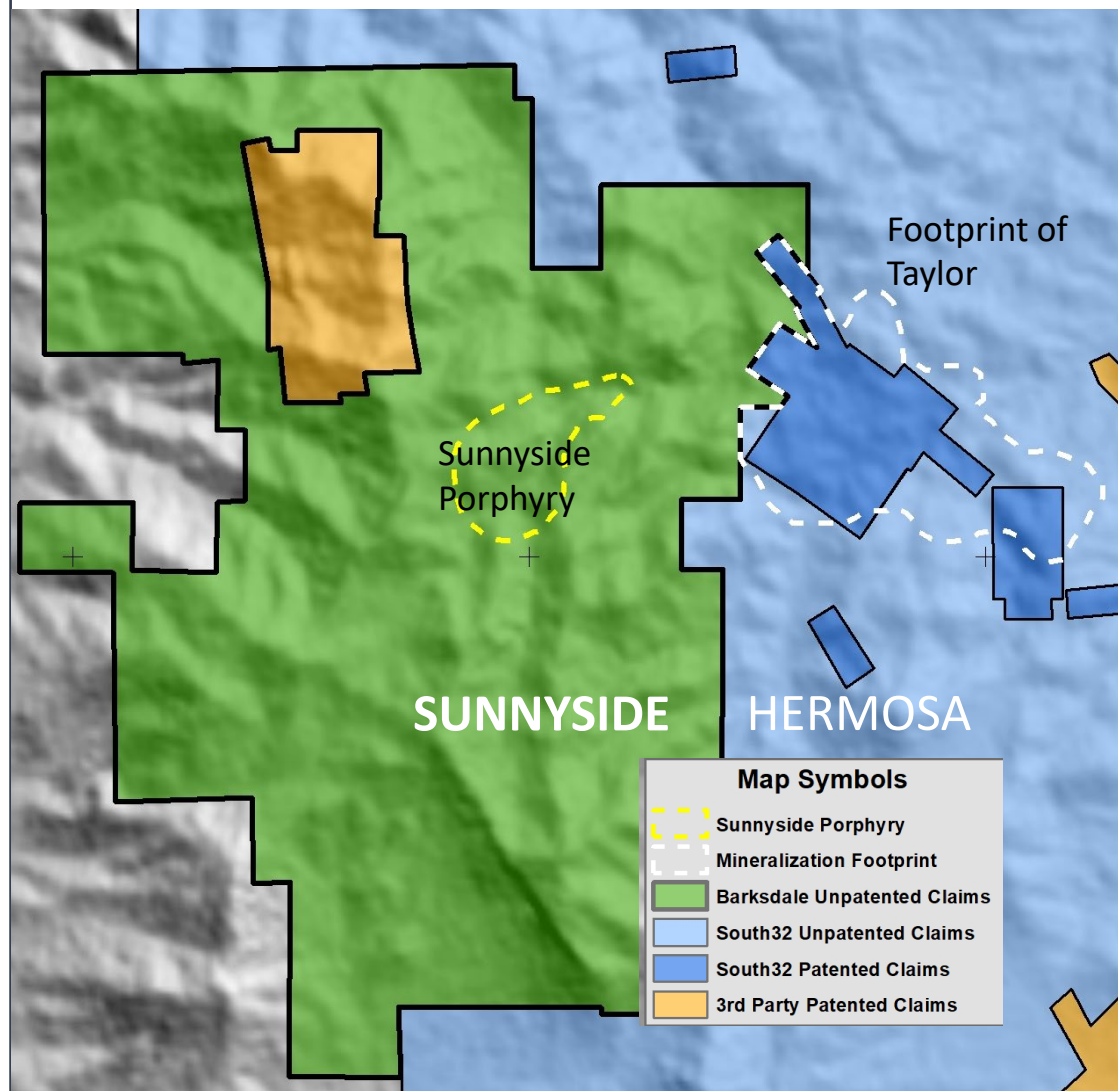 Footprint of
Taylor
Sunnyside
Porphyry
SUNNYSIDE
HERMOSA
Map Symbols
Sunnyside Porphyry
Mineralization Footprint
Barksdale Unpatented Claims
South32 Unpatented Claims
South32 Patented Claims
3rd Party Patented Claims